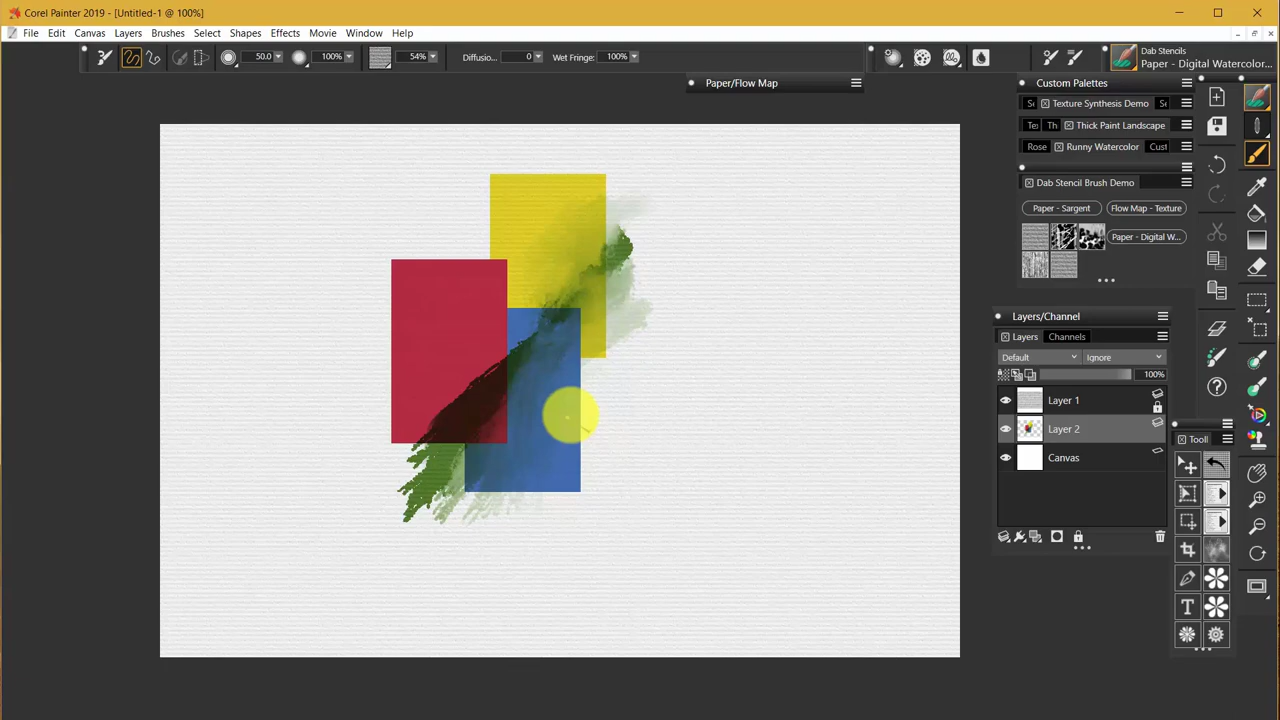 Corel Painter 2019 - [Untitled-1 @ 100%]
File Edit Canvas Layers Shapes Brushes Select Effects Movie Window Help
50.0 100% 54% Diffusio... 0 Wet Fringe: 100%
Dab Stencils
Paper - Digital Watercolor...
Paper/Flow Map
Custom Palettes
Texture Synthesis Demo
Th Thick Paint Landscape
Rose Runny Watercolor Cust
Dab Stencil Brush Demo
Paper - Sargent Flow Map - Texture
Paper - Digital W...
Layers/Channel
Layers Channels
Default Ignore
100%
Layer 1
Layer 2
Canvas
Tool
T